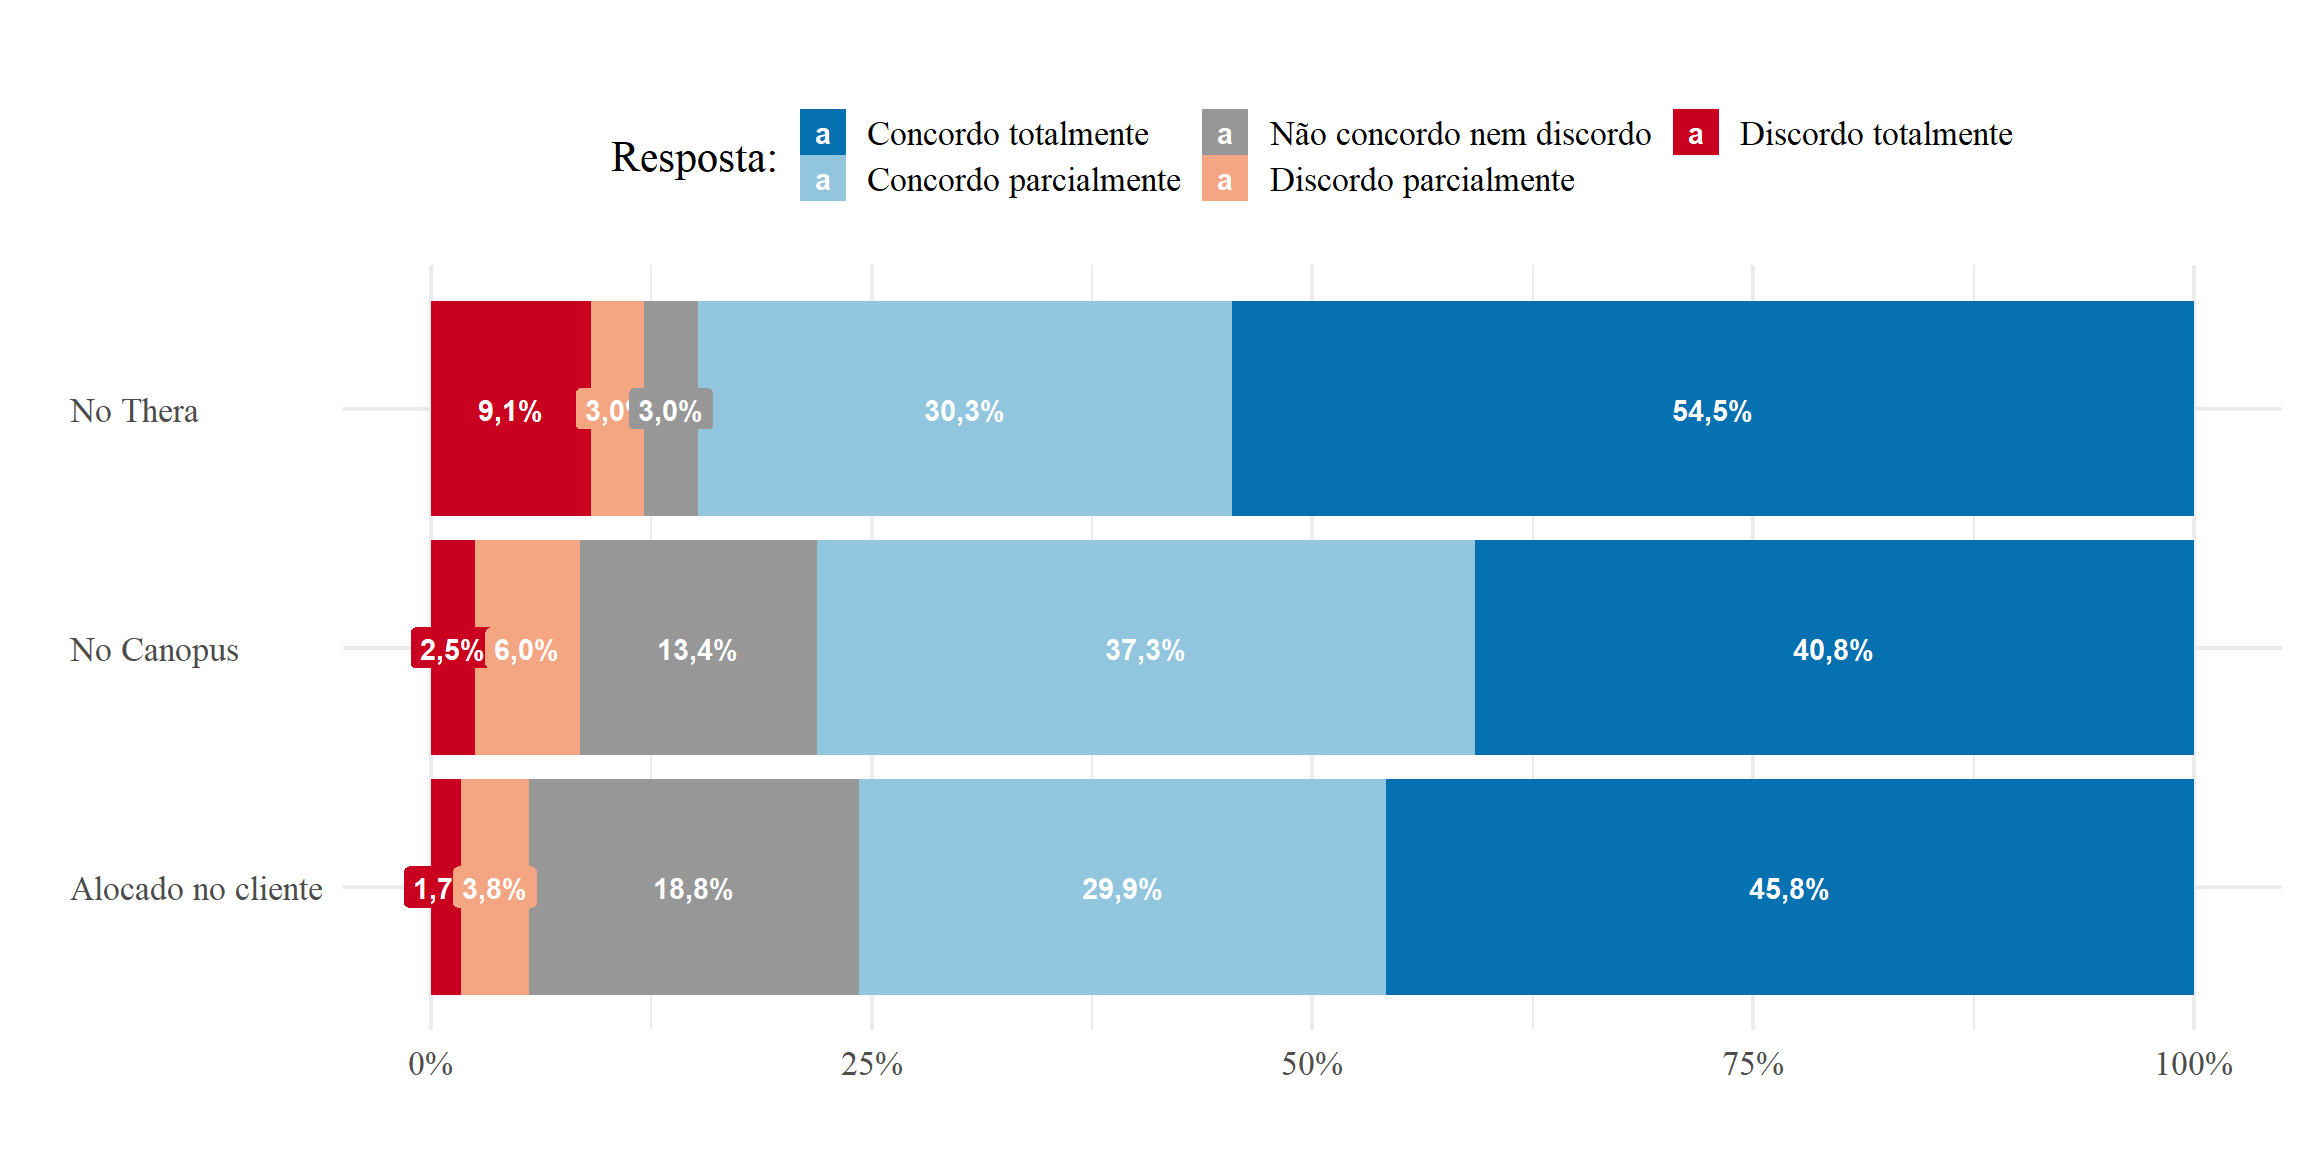 Resposta:
a Concordo totalmente
a Concordo parcialmente
a Não concordo nem discordo
a Discordo parcialmente
a Discordo totalmente
No Thera
9,1% 3,0 3,0% 30,3% 54,5%
No Canopus
2,5% 6,0% 13,4% 37,3% 40,8%
Alocado no cliente
1,7 3,8% 18,8% 29,9% 45,8%
0% 25% 50% 75% 100%